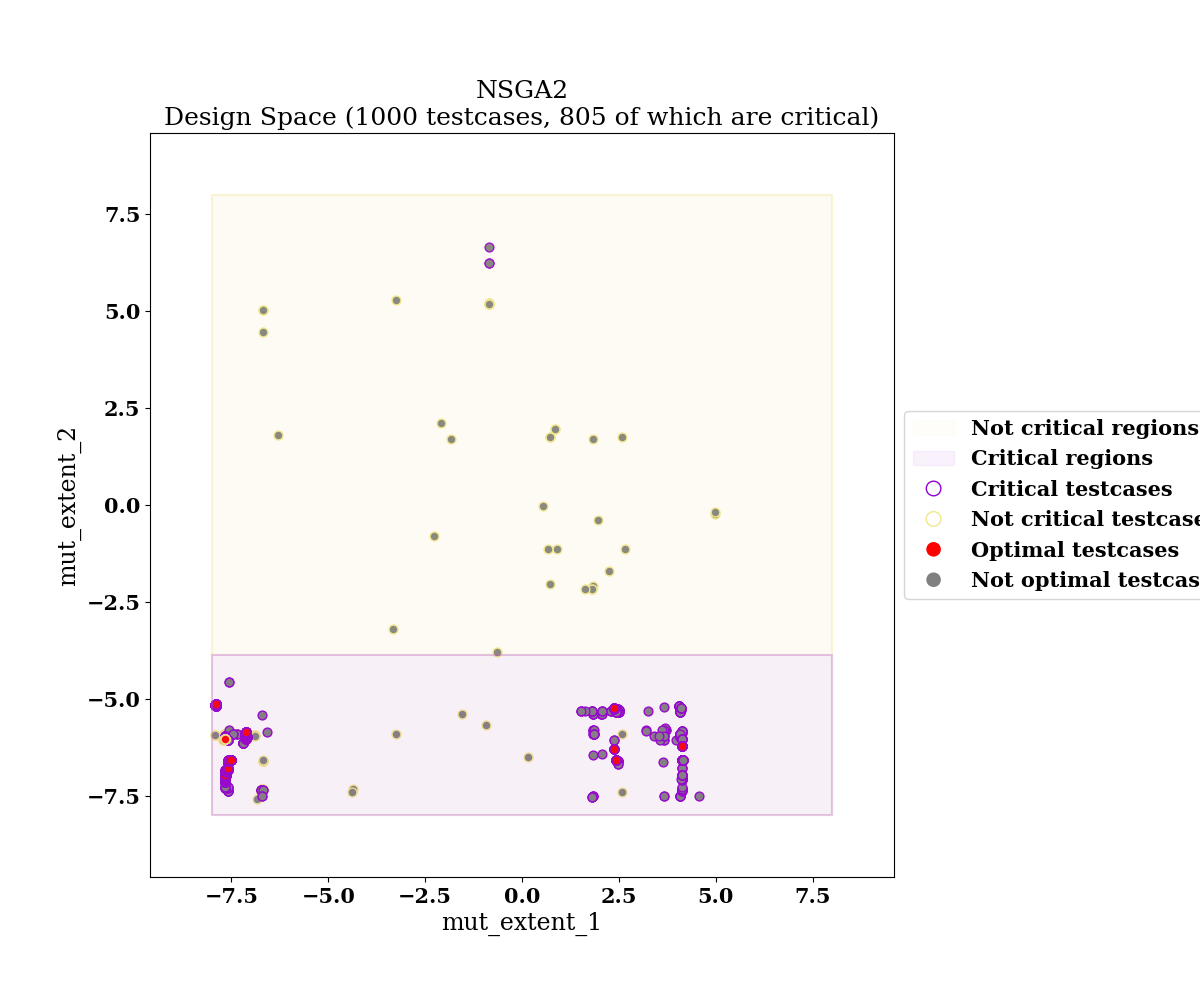 NSGA2
Design Space (1000 testcases, 805 of which are critical)
7.5
5.0
2.5
0.0
−2.5
−5.0
−7.5
mut_extent_2
−7.5
−5.0
−2.5
0.0
2.5
5.0
7.5
mut_extent_1
Not critical regions
Critical regions
Critical testcases
Not critical testcase
Optimal testcases
Not optimal testcas